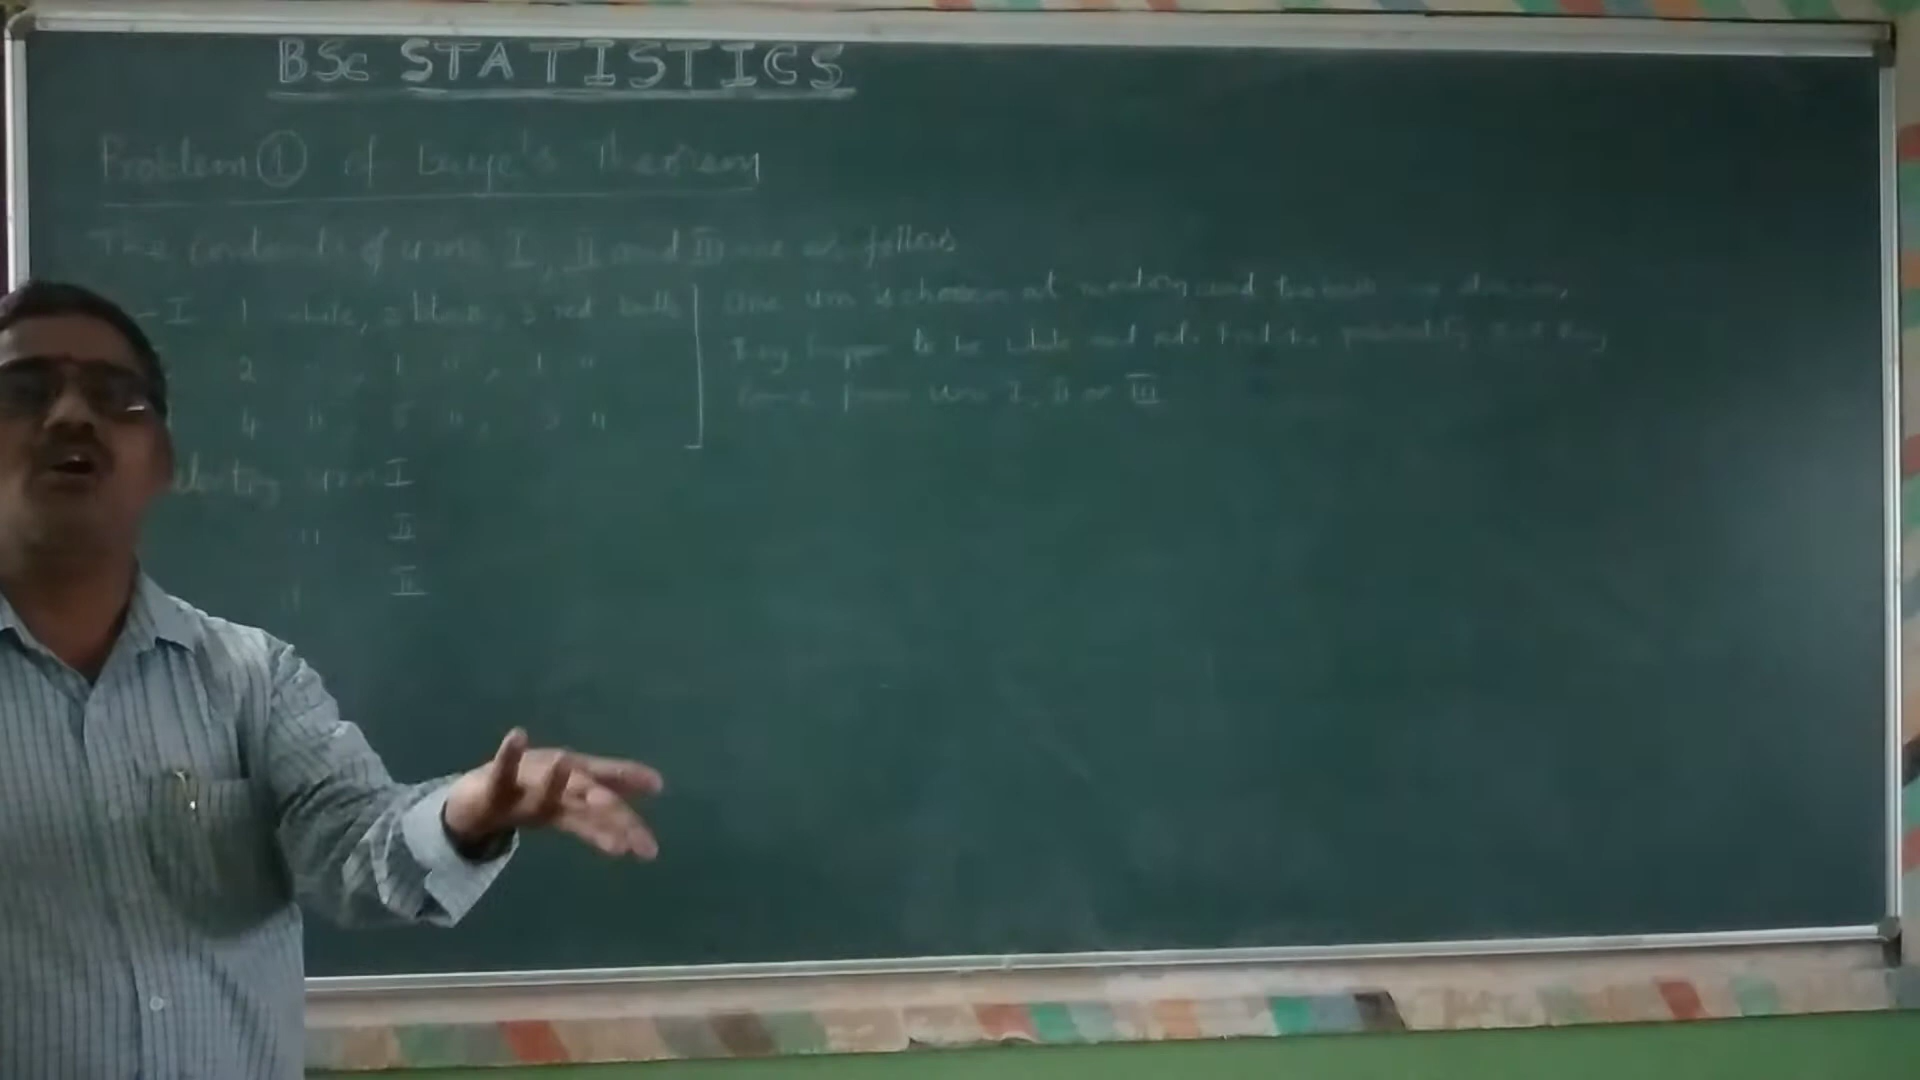 BSc STATISTICS
Problem ① of baye's Theorem
The contents of urns I, II and III are as follows
I 1 white, 2 black, 3 red balls
2 , 1 " , 1 "
4 " , 5 " , 3 "
One urn is chosen at random and two balls are drawn,
they happen to be white and red. Find the probability that they
come from urn I, II or III
selecting urn I
" II
" II